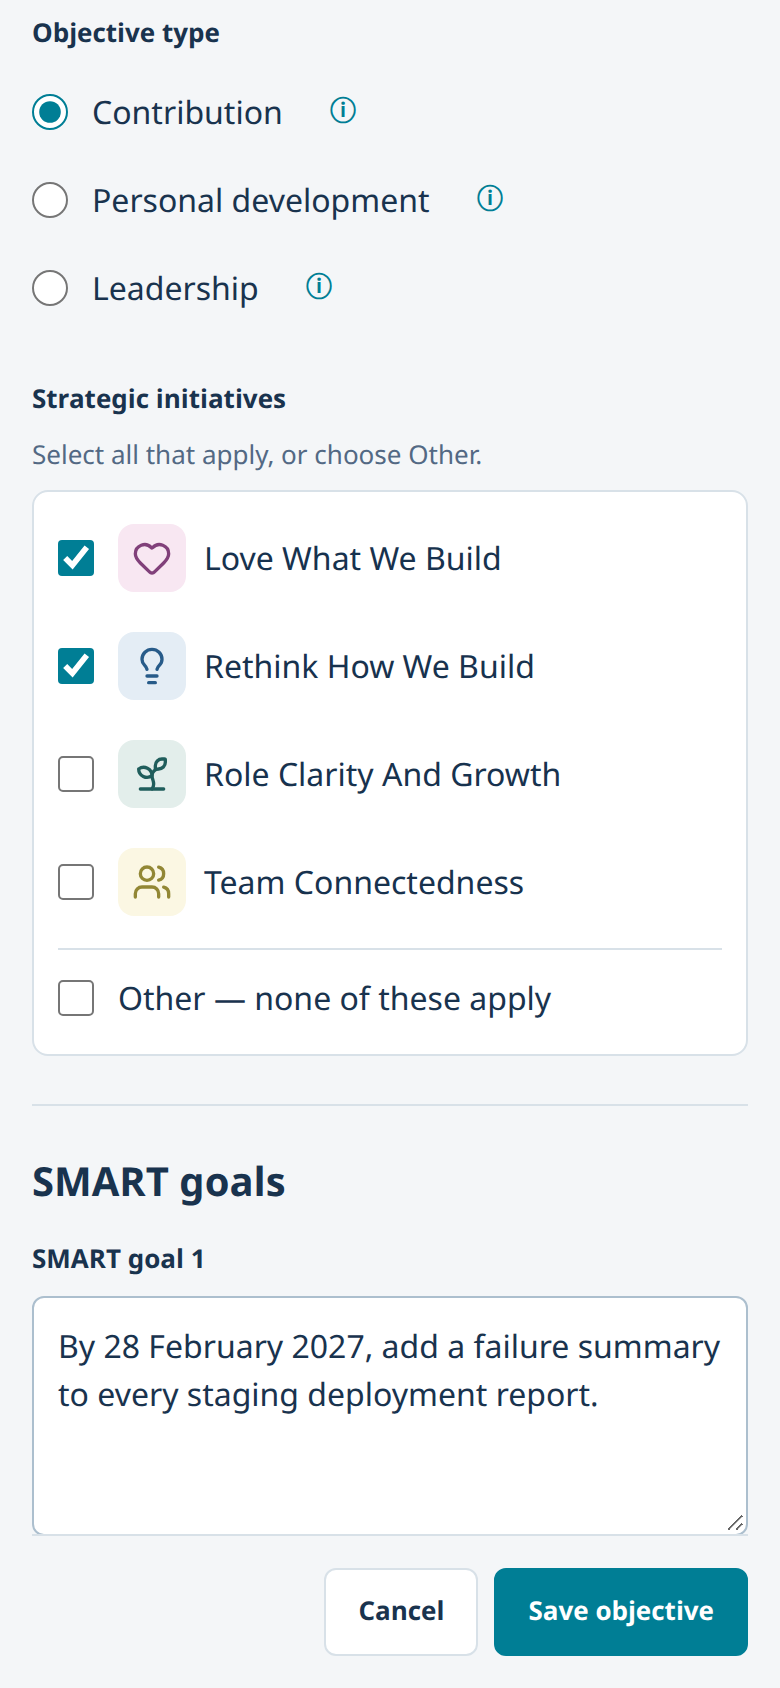 Objective type
Contribution
Personal development
Leadership
Strategic initiatives
Select all that apply, or choose Other.
Love What We Build
Rethink How We Build
Role Clarity And Growth
Team Connectedness
Other — none of these apply
SMART goals
SMART goal 1
By 28 February 2027, add a failure summary
to every staging deployment report.
Cancel
Save objective